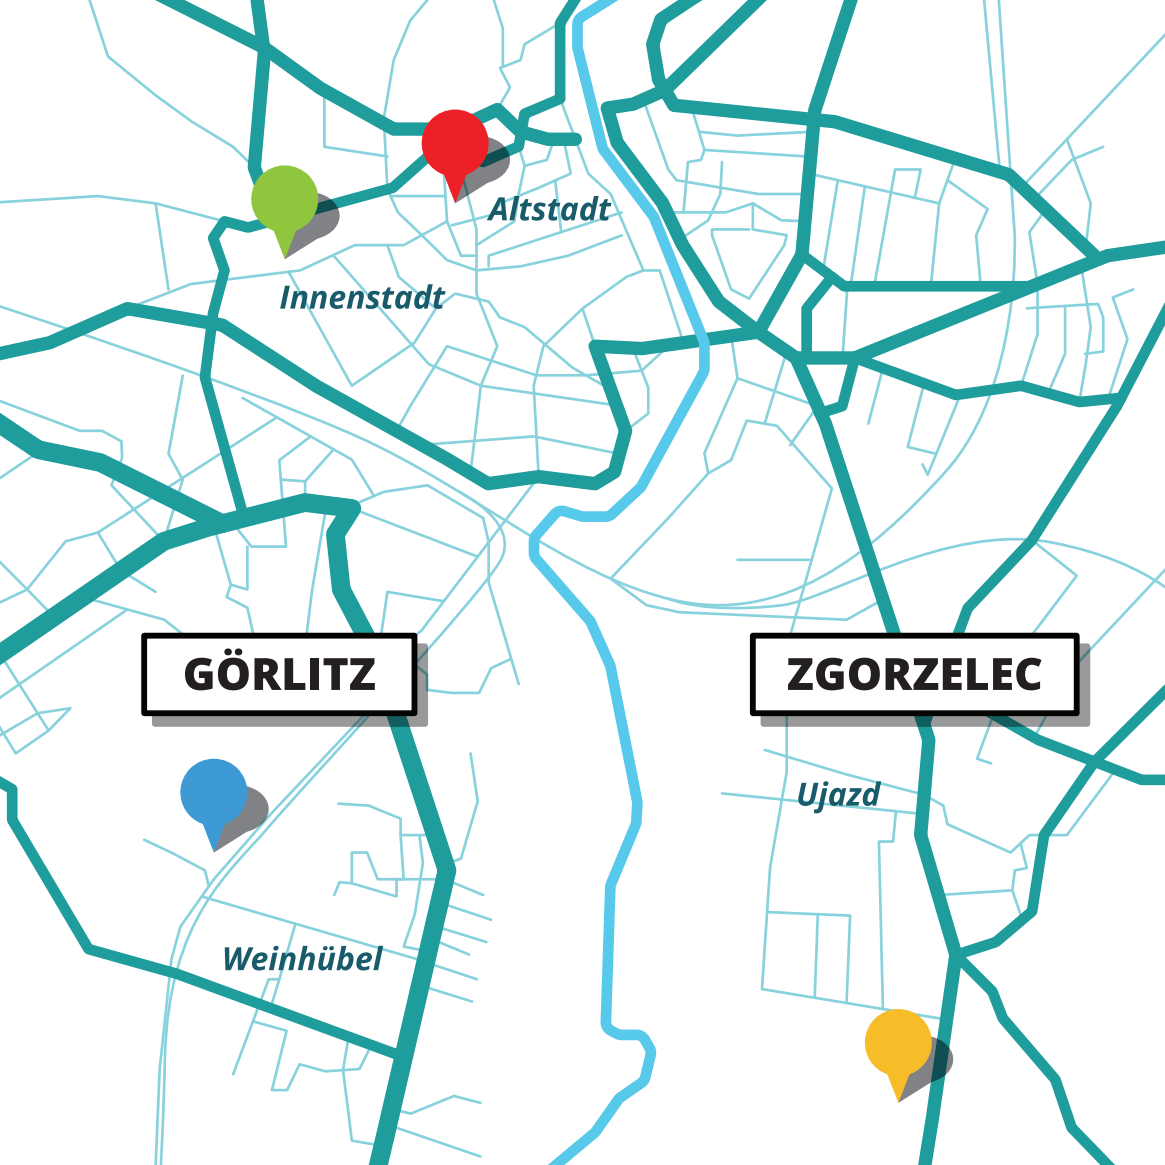 Altstadt
Innenstadt
GÖRLITZ
ZGORZELEC
Ujazd
Weinhübel